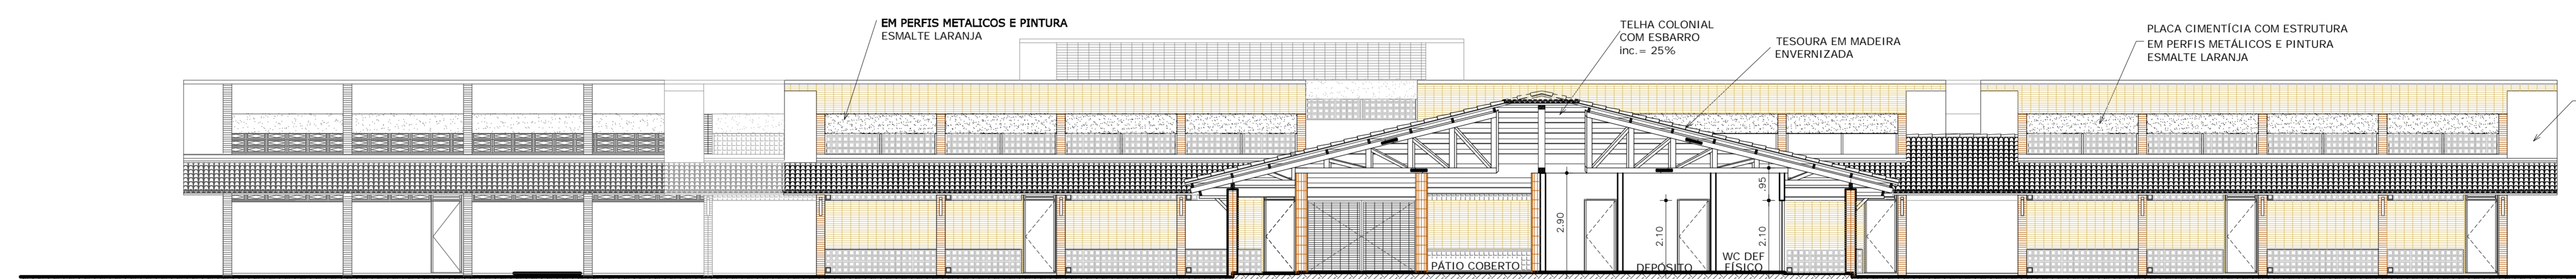 EM PERFIS METALICOS E PINTURA
ESMALTE LARANJA
TELHA COLONIAL
COM ESBARRO
inc.= 25%
TESOURA EM MADEIRA
ENVERNIZADA
PLACA CIMENTÍCIA COM ESTRUTURA
EM PERFIS METÁLICOS E PINTURA
ESMALTE LARANJA
.95
2.90
2.10
2.10
PÁTIO COBERTO
DEPÓSITO
WC DEF
FÍSICO